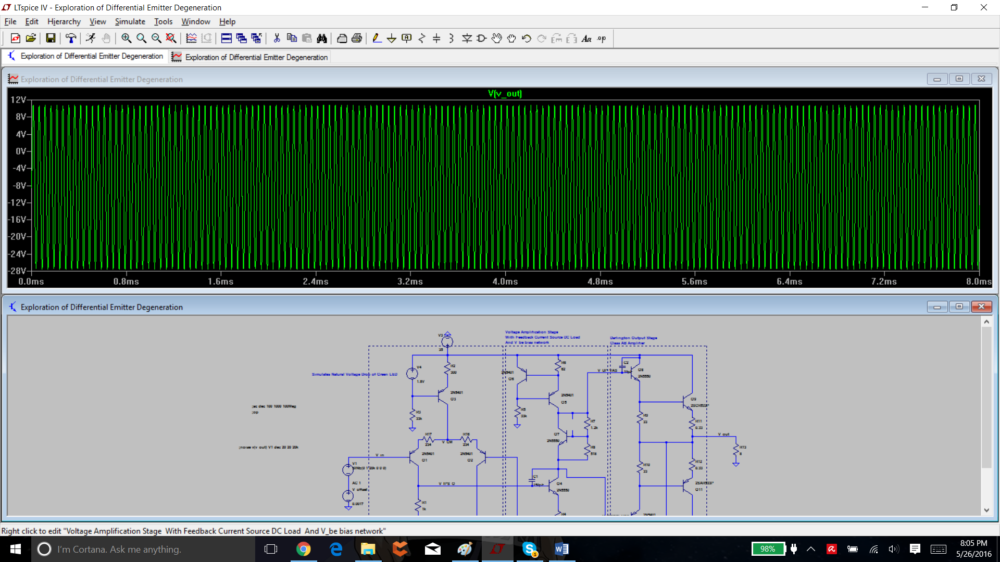 LTspice IV - Exploration of Differential Emitter Degeneration
File Edit Hierarchy View Simulate Tools Window Help
Exploration of Differential Emitter Degeneration
Exploration of Differential Emitter Degeneration
Exploration of Differential Emitter Degeneration
V(v_out)
12V
8V
4V
0V
-4V
-8V
-12V
-16V
-20V
-24V
-28V
0.0ms 0.8ms 1.6ms 2.4ms 3.2ms 4.0ms 4.8ms 5.6ms 6.4ms 7.2ms 8.0ms
Exploration of Differential Emitter Degeneration
Voltage Amplification Stage
With Feedback Current Source DC Load
And V_be bias network
Darlington Output Stage
Class AB Amplifier
V3
35
Simulates Natural Voltage Drop of Green LED
V4
1.8V
R2
300
2N5401
Q3
R3
33k
;ac dec 100 1000 100Meg
;op
;noise v(v_out) V1 dec 20 20 20k
R17
234
V_CM
R16
234
2N5401
Q1
2N5401
Q2
V_in
V1
SINE(0 1 20k 0 0 0)
AC 1
V_offset
0.0017
R1
1k
2N5401
Q6
R6
62
2N5401
Q5
R5
33k
Q7
2N5550
R7
1.2k
R8
518
C1
150p
Q4
2N5550
R4
C2
Q8
2N5550
Q9
R9
33
R11
0.33
V_out
R13
8
R10
33
R12
0.33
Q11
2N5401
Right click to edit "Voltage Amplification Stage With Feedback Current Source DC Load And V_be bias network"
I'm Cortana. Ask me anything.
98%
8:05 PM
5/26/2016